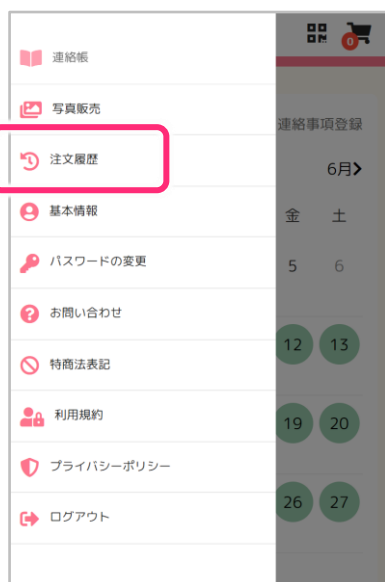 連絡帳
0
写真販売
連絡事項登録
注文履歴
6月
基本情報
金 土
パスワードの変更
5 6
お問い合わせ
12 13
特商法表記
利用規約
19 20
プライバシーポリシー
26 27
ログアウト